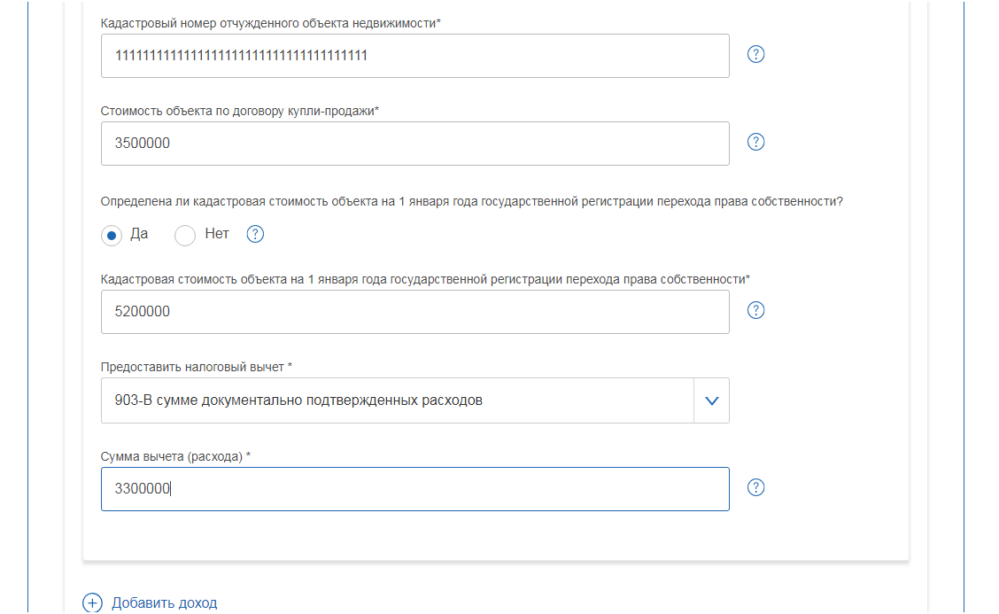 Кадастровый номер отчужденного объекта недвижимости*
1111111111111111111111111111111111111
?
Стоимость объекта по договору купли-продажи*
3500000
?
Определена ли кадастровая стоимость объекта на 1 января года государственной регистрации перехода права собственности?
Да Нет ?
Кадастровая стоимость объекта на 1 января года государственной регистрации перехода права собственности*
5200000
?
Предоставить налоговый вычет *
903-В сумме документально подтвержденных расходов
Сумма вычета (расхода) *
3300000
?
Добавить доход